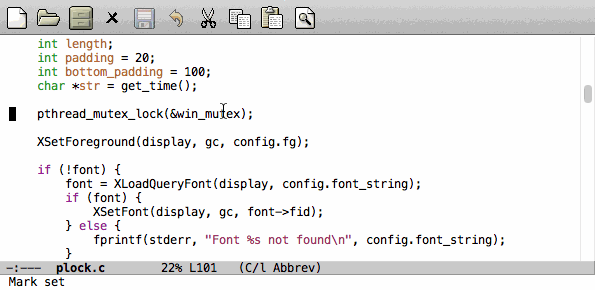 int length;
int padding = 20;
int bottom_padding = 100;
char *str = get_time();
pthread_mutex_lock(&win_mutex);
XSetForeground(display, gc, config.fg);
if (!font) {
font = XLoadQueryFont(display, config.font_string);
if (font) {
XSetFont(display, gc, font->fid);
} else {
fprintf(stderr, "Font %s not found\n", config.font_string);
}
-:--- plock.c 22% L101 (C/l Abbrev)
Mark set